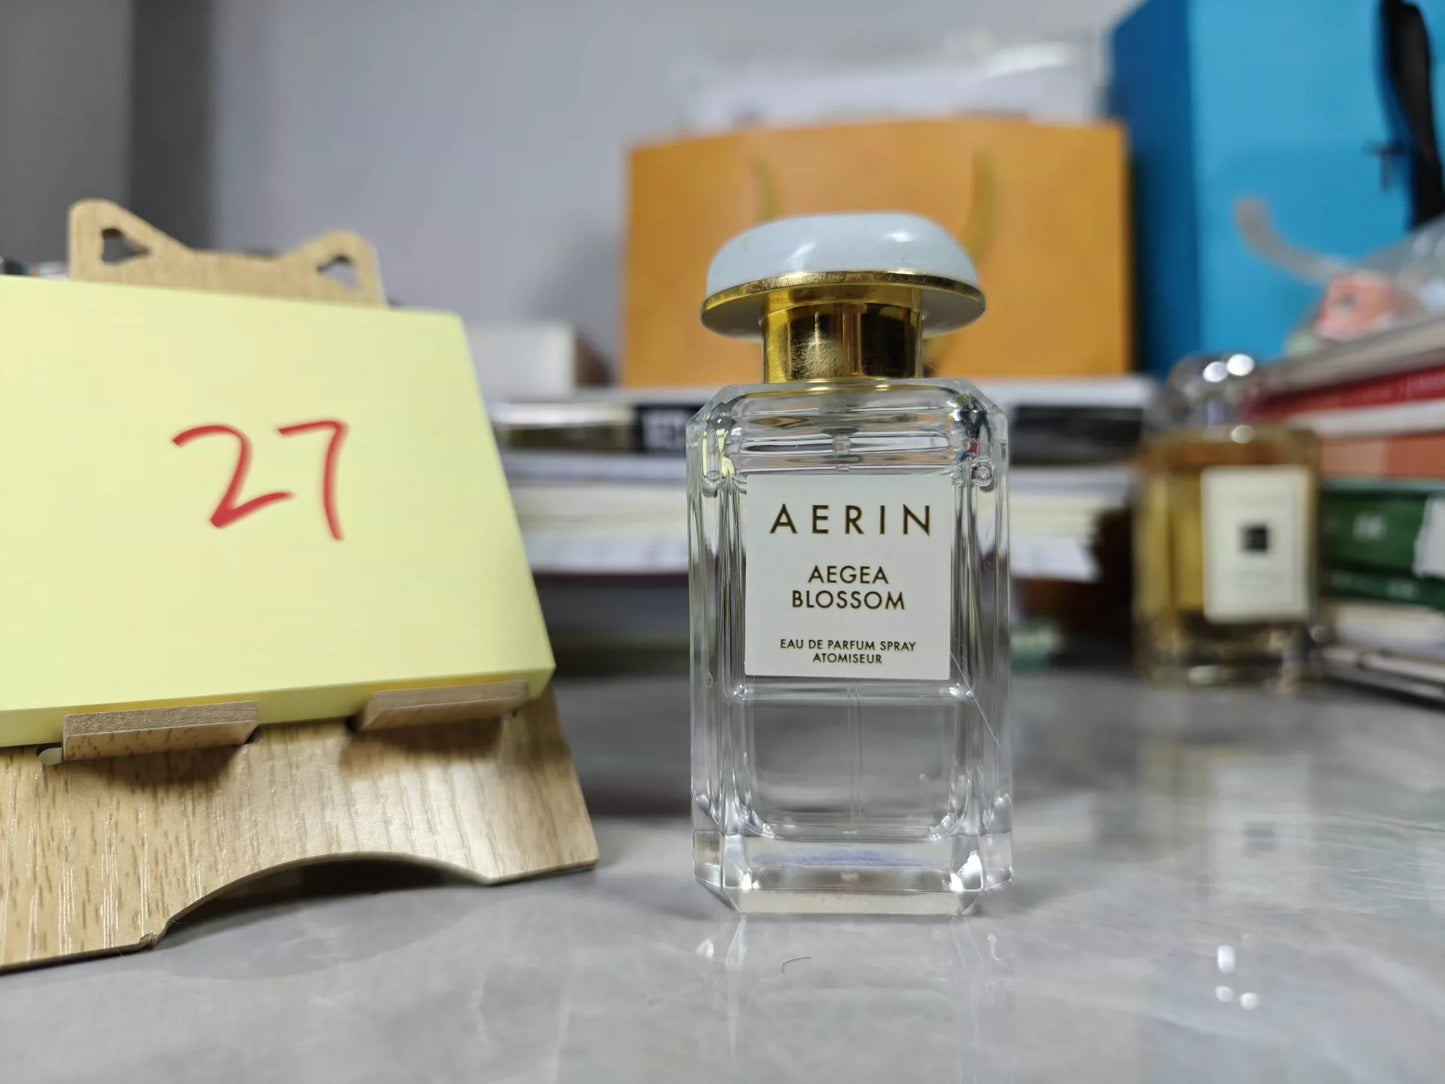 27
AERIN
AEGEA
BLOSSOM
EAU DE PARFUM SPRAY
ATOMISEUR